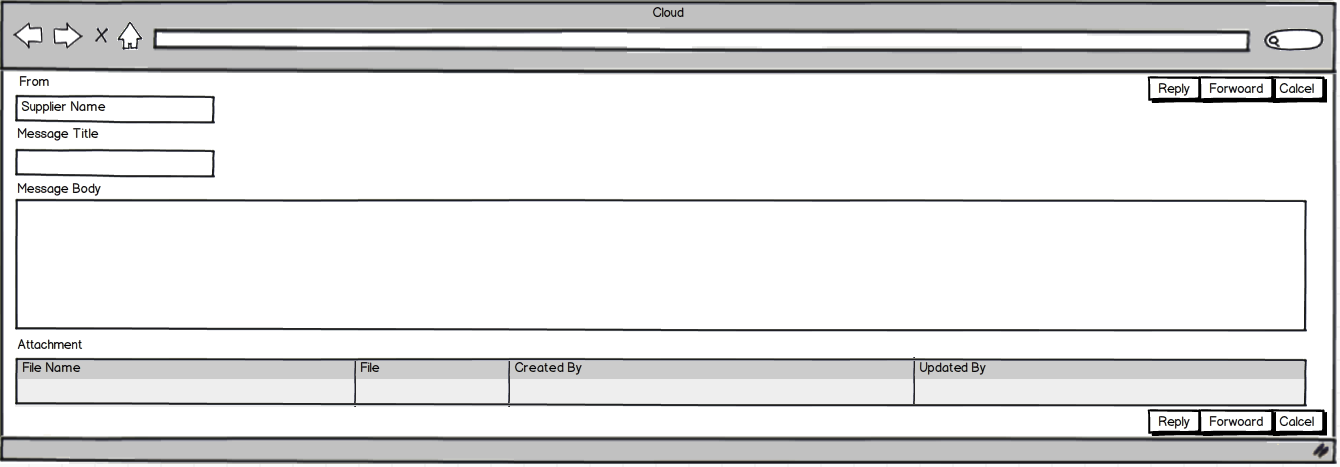 Cloud
From
Reply Forwoard Calcel
Supplier Name
Message Title
Message Body
Attachment
File Name File Created By Updated By
Reply Forwoard Calcel